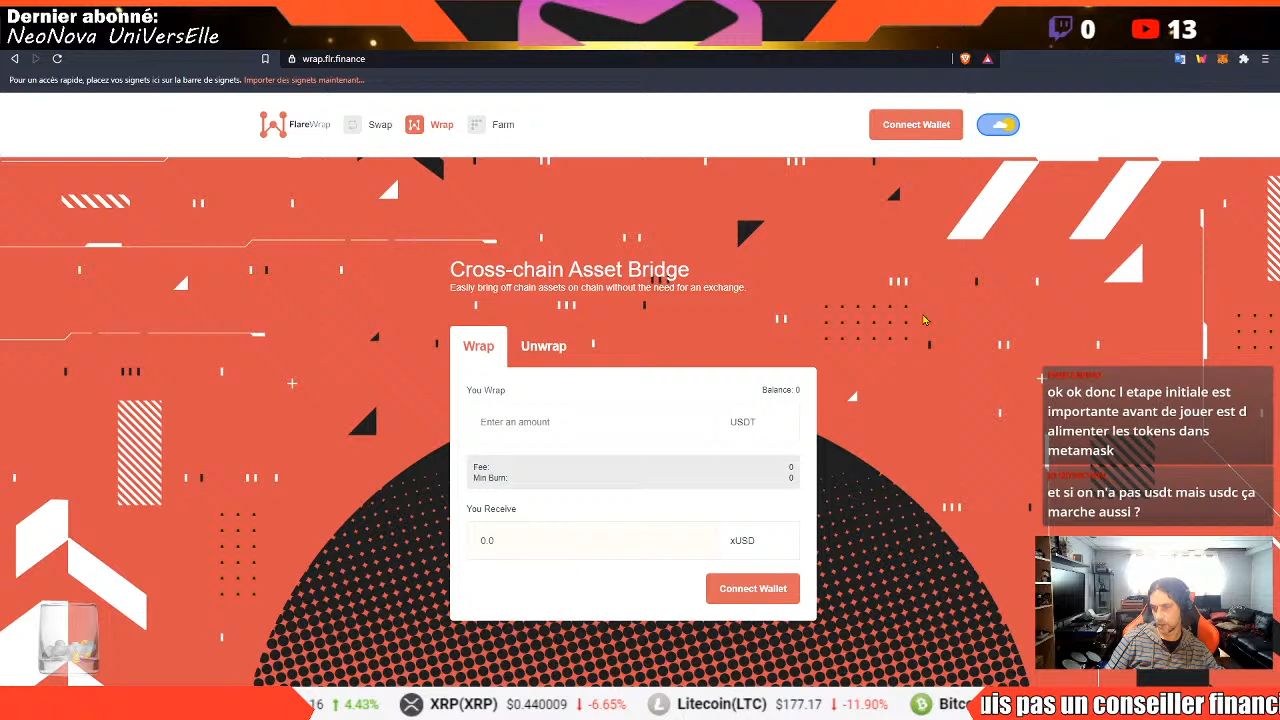 Dernier abonné:
NeoNova UniVersElle
0
13
wrap.flr.finance
Pour un accès rapide, placez vos signets ici sur la barre de signets. Importer des signets maintenant...
FlareWrap
Swap
Wrap
Farm
Connect Wallet
Cross-chain Asset Bridge
Easily bring off chain assets on chain without the need for an exchange.
Wrap
Unwrap
You Wrap
Balance: 0
Enter an amount
USDT
Fee:
0
Min Burn:
0
You Receive
0.0
xUSD
Connect Wallet
ok ok donc l etape initiale est
importante avant de jouer est d
alimenter les tokens dans
metamask
et si on n'a pas usdt mais usdc ça
marche aussi ?
16 4.43% XRP(XRP) $0.440009 -6.65% Litecoin(LTC) $177.17 -11.90% Bitc
uis pas un conseiller financ